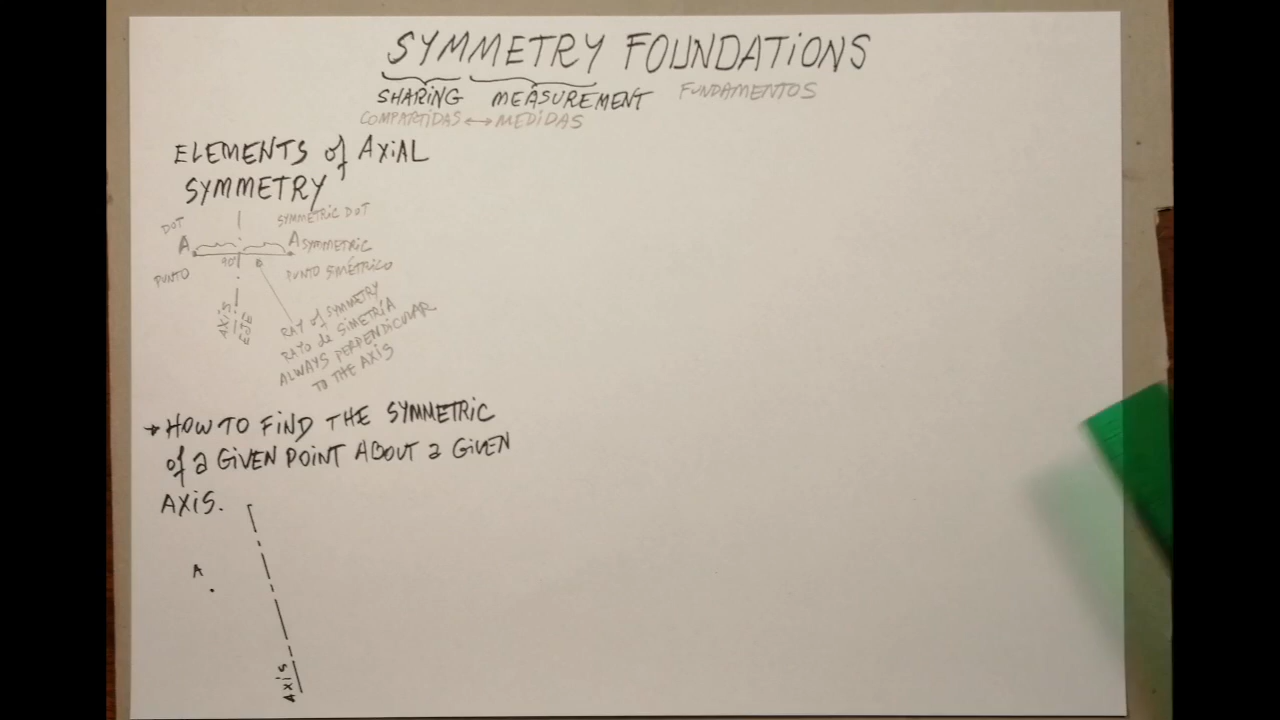 SYMMETRY FOUNDATIONS
SHARING MEASUREMENT FUNDAMENTOS
COMPARTIDAS ↔ MEDIDAS
ELEMENTS of AXiAL
SYMMETRY
DOT SYMMETRiC DOT
A A SYMMETRiC
90°
PUNTO PUNTO SiMÉTRiCO
AXiS
EJE
RAY of SYMMETRY
RAYO de SiMETRÍA
ALWAYS PERPENDiCULAR
TO THE AXiS
→ HOW TO FiND THE SYMMETRiC
of a GiVEN POiNT ABOUT a GiVEN
AXiS.
A
AXiS